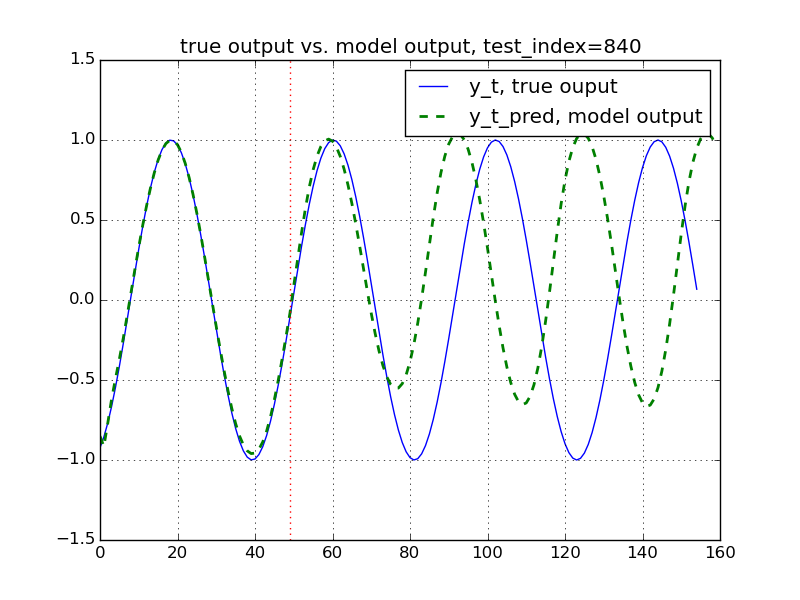 true output vs. model output, test_index=840
y_t, true ouput
y_t_pred, model output
1.5
1.0
0.5
0.0
−0.5
−1.0
−1.5
0 20 40 60 80 100 120 140 160